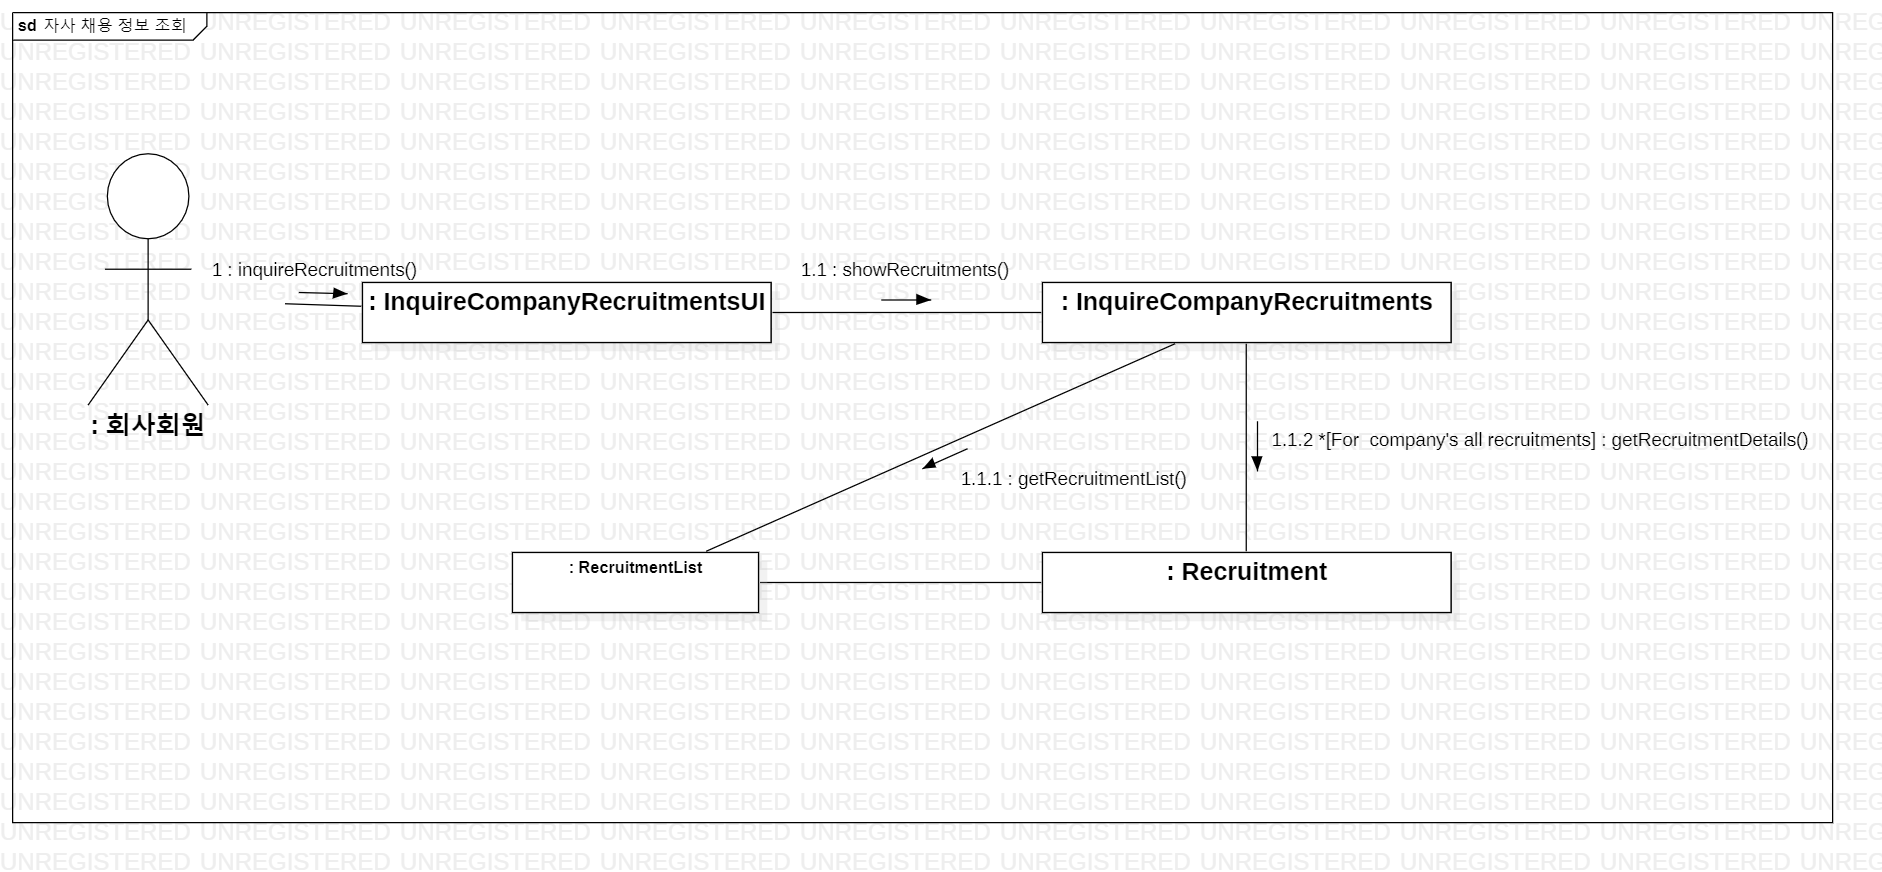 sd 자사 채용 정보 조회
1 : inquireRecruitments()
1.1 : showRecruitments()
: InquireCompanyRecruitmentsUI
: InquireCompanyRecruitments
: 회사회원
1.1.2 *[For  company's all recruitments] : getRecruitmentDetails()
1.1.1 : getRecruitmentList()
: RecruitmentList
: Recruitment
UNREGISTERED